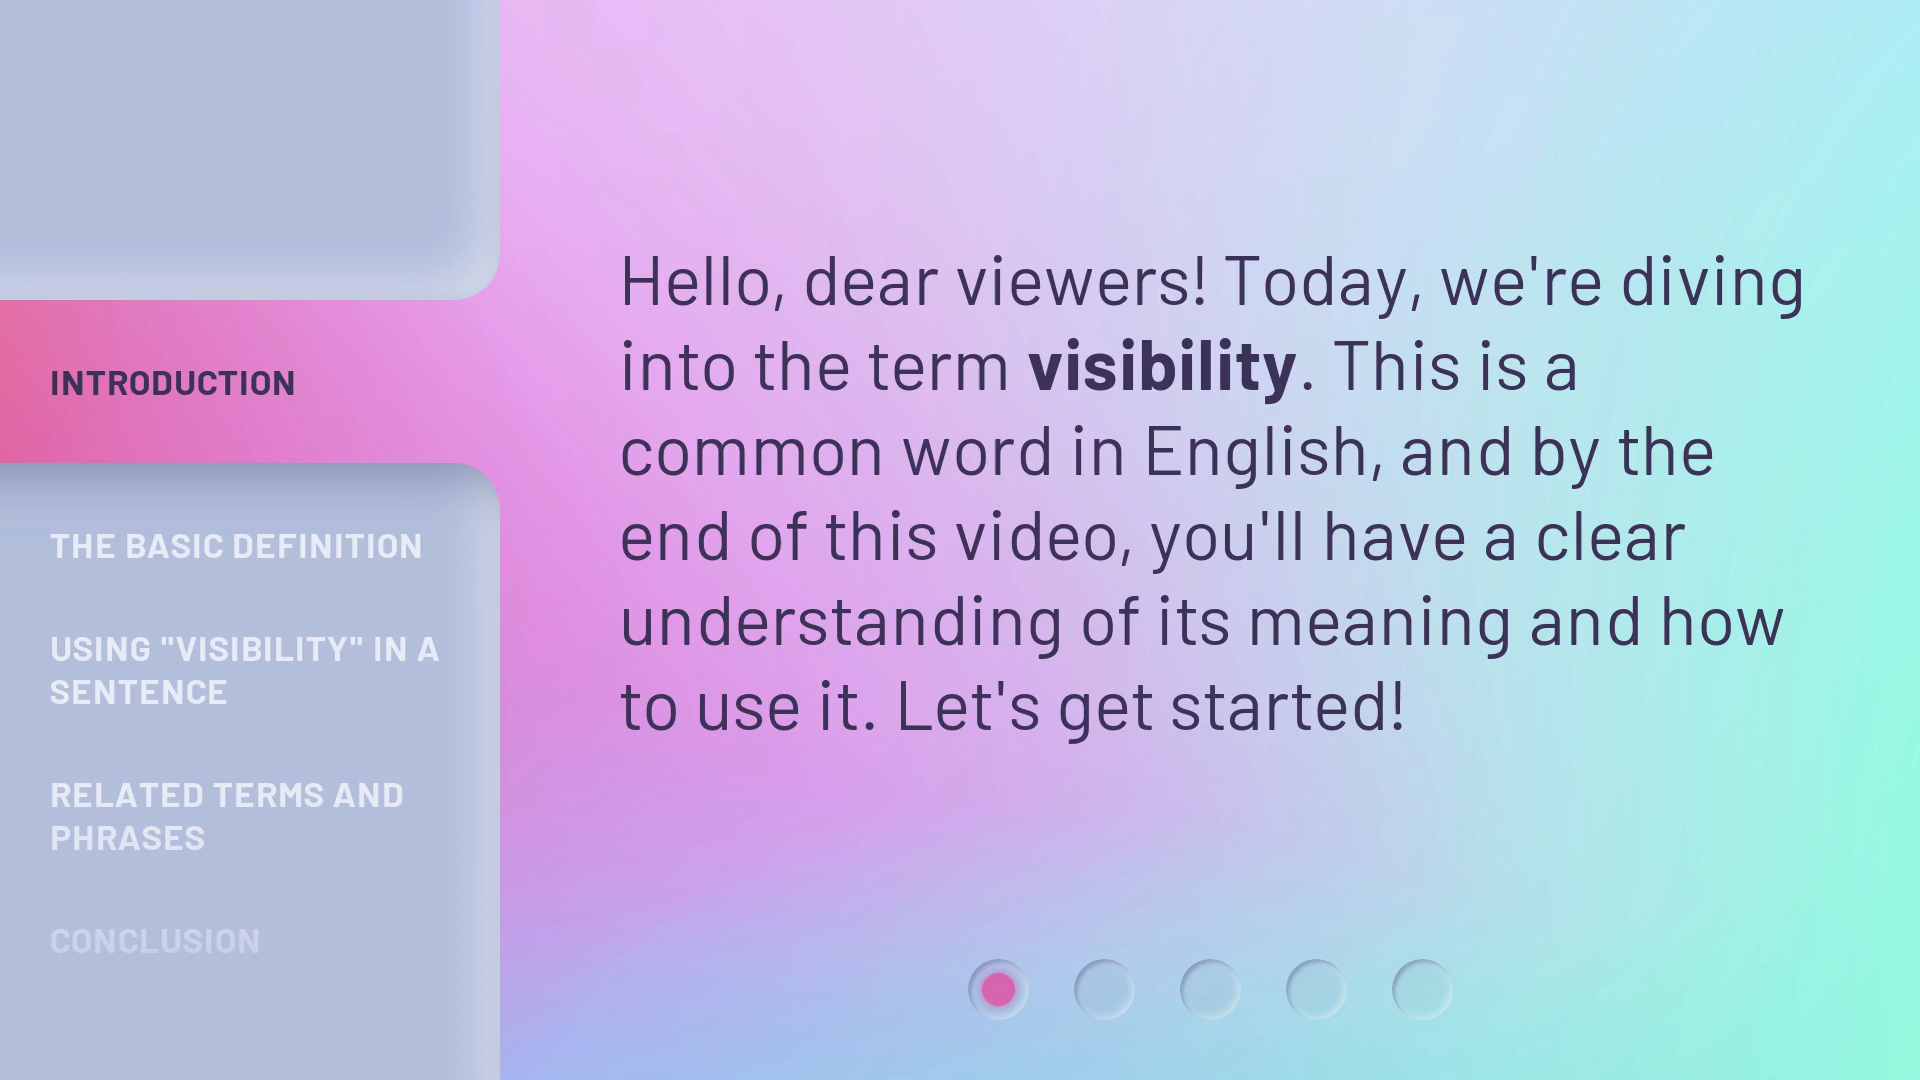 INTRODUCTION
THE BASIC DEFINITION
USING "VISIBILITY" IN A
SENTENCE
RELATED TERMS AND
PHRASES
CONCLUSION
Hello, dear viewers! Today, we're diving
into the term visibility. This is a
common word in English, and by the
end of this video, you'll have a clear
understanding of its meaning and how
to use it. Let's get started!